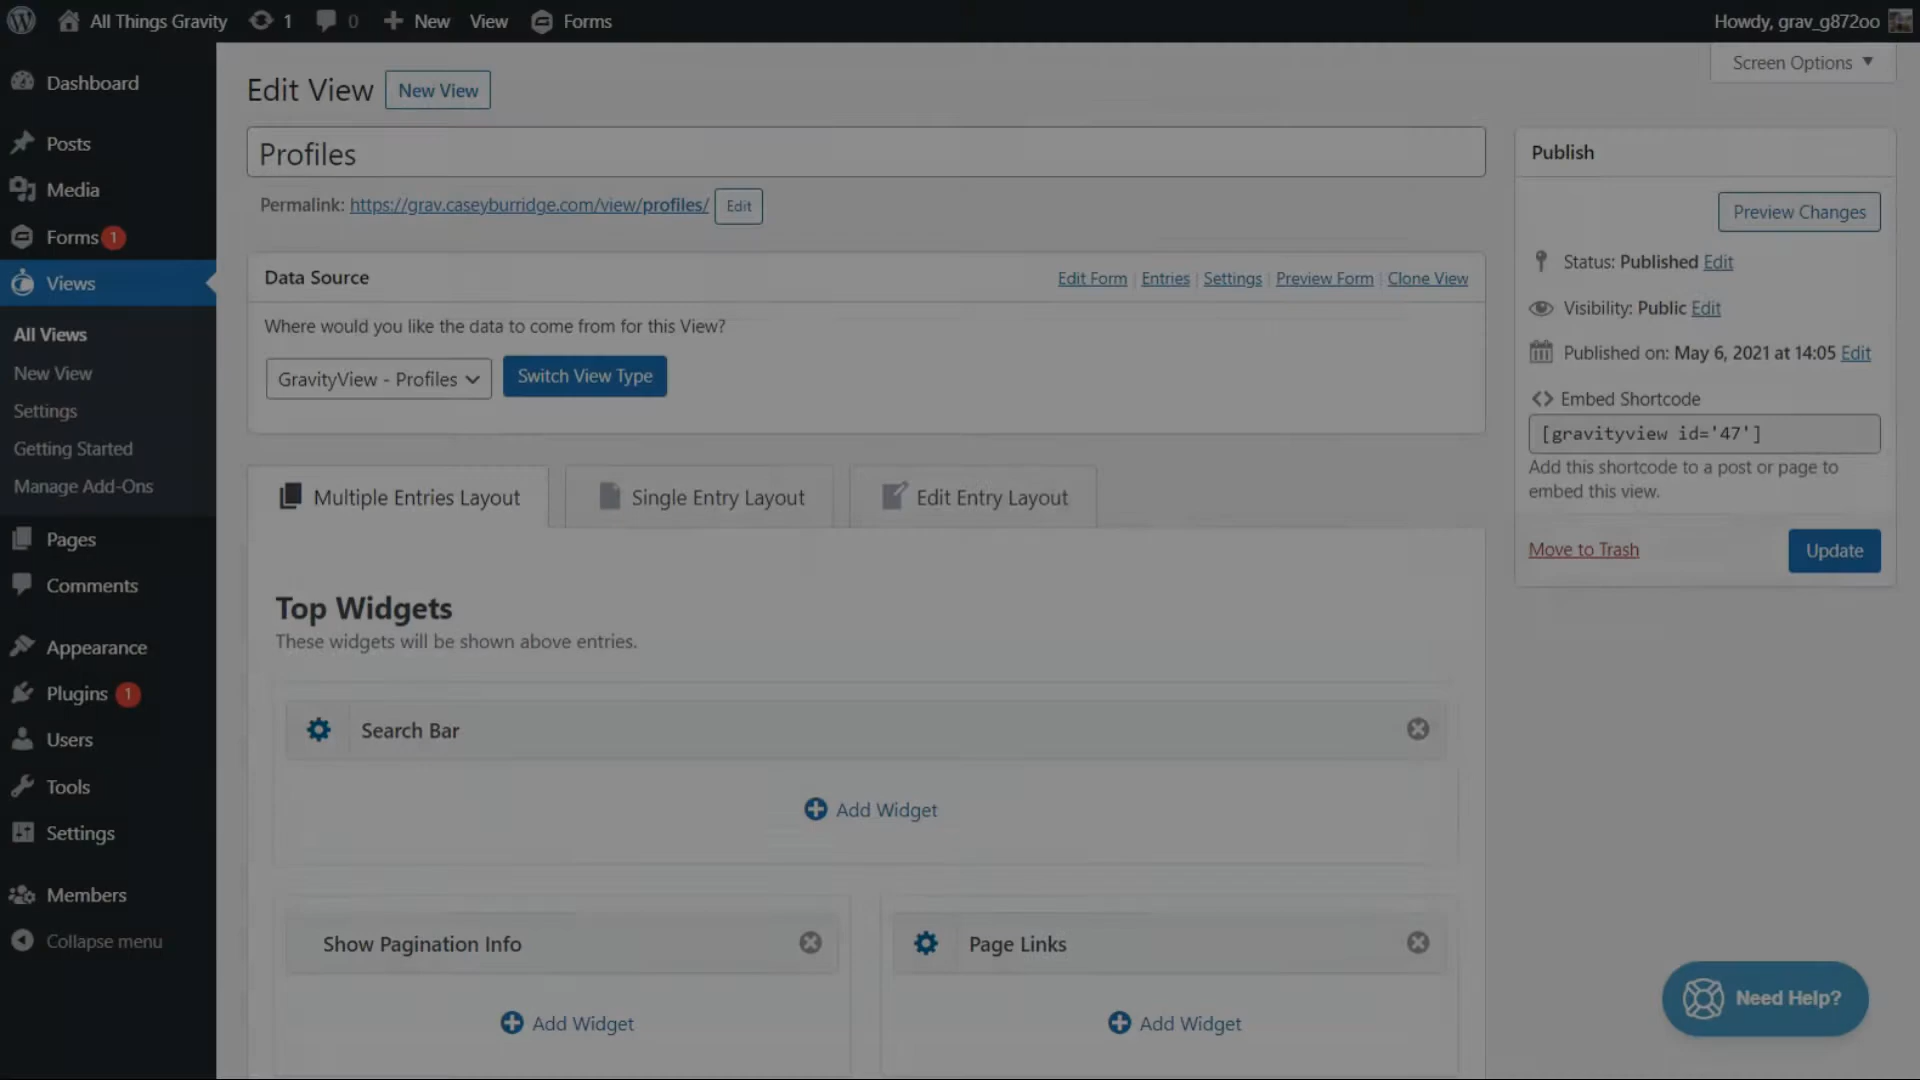 All Things Gravity 1 0 New View Forms Howdy, grav_g872oo
Screen Options
Dashboard
Posts
Media
Forms 1
Views
All Views
New View
Settings
Getting Started
Manage Add-Ons
Pages
Comments
Appearance
Plugins 1
Users
Tools
Settings
Members
Collapse menu
Edit View New View
Profiles
Permalink: https://grav.caseyburridge.com/view/profiles/ Edit
Data Source Edit Form | Entries | Settings | Preview Form | Clone View
Where would you like the data to come from for this View?
GravityView - Profiles Switch View Type
Multiple Entries Layout Single Entry Layout Edit Entry Layout
Top Widgets
These widgets will be shown above entries.
Search Bar
Add Widget
Show Pagination Info Page Links
Add Widget Add Widget
Publish
Preview Changes
Status: Published Edit
Visibility: Public Edit
Published on: May 6, 2021 at 14:05 Edit
Embed Shortcode
[gravityview id='47']
Add this shortcode to a post or page to
embed this view.
Move to Trash Update
Need Help?